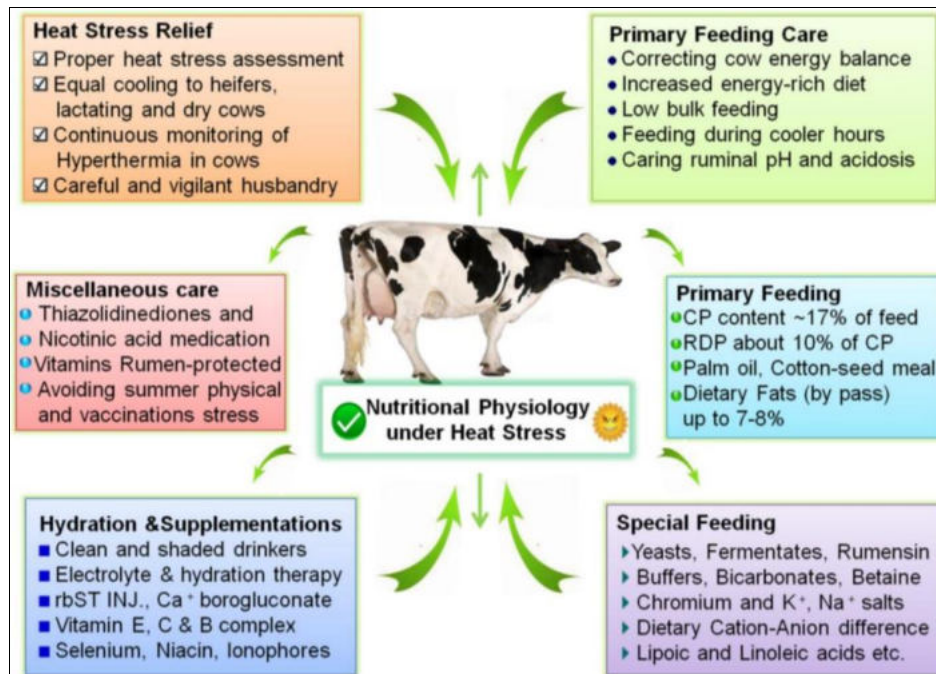 Heat Stress Relief
Proper heat stress assessment
Equal cooling to heifers,
lactating and dry cows
Continuous monitoring of
Hyperthermia in cows
Careful and vigilant husbandry
Primary Feeding Care
Correcting cow energy balance
Increased energy-rich diet
Low bulk feeding
Feeding during cooler hours
Caring ruminal pH and acidosis
Miscellaneous care
Thiazolidinediones and
Nicotinic acid medication
Vitamins Rumen-protected
Avoiding summer physical
and vaccinations stress
Primary Feeding
CP content ~17% of feed
RDP about 10% of CP
Palm oil, Cotton-seed meal
Dietary Fats (by pass)
up to 7-8%
Nutritional Physiology
under Heat Stress
Hydration &Supplementations
Clean and shaded drinkers
Electrolyte & hydration therapy
rbST INJ., Ca⁺ borogluconate
Vitamin E, C & B complex
Selenium, Niacin, Ionophores
Special Feeding
Yeasts, Fermentates, Rumensin
Buffers, Bicarbonates, Betaine
Chromium and K⁺, Na⁺ salts
Dietary Cation-Anion difference
Lipoic and Linoleic acids etc.